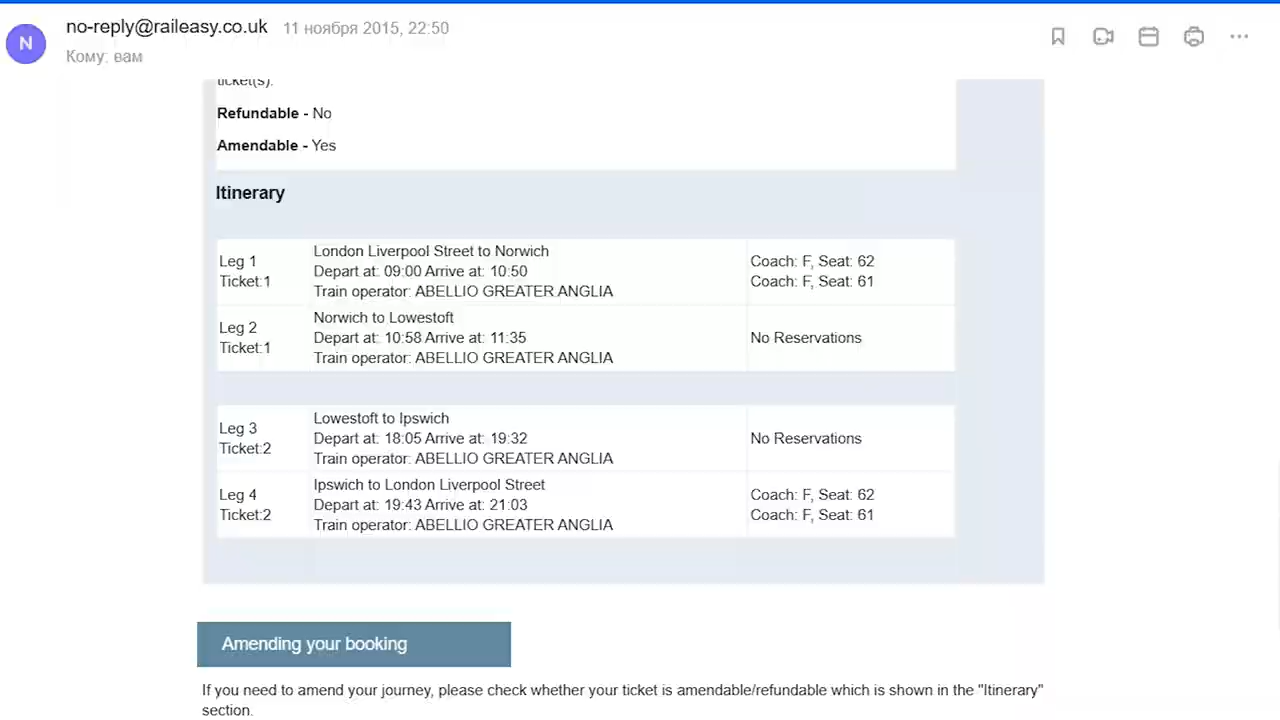 no-reply@raileasy.co.uk 11 ноября 2015, 22:50
N
Кому: вам
ticket(s).
Refundable - No
Amendable - Yes
Itinerary
Leg 1
Ticket:1
London Liverpool Street to Norwich
Depart at: 09:00 Arrive at: 10:50
Train operator: ABELLIO GREATER ANGLIA
Coach: F, Seat: 62
Coach: F, Seat: 61
Leg 2
Ticket:1
Norwich to Lowestoft
Depart at: 10:58 Arrive at: 11:35
Train operator: ABELLIO GREATER ANGLIA
No Reservations
Leg 3
Ticket:2
Lowestoft to Ipswich
Depart at: 18:05 Arrive at: 19:32
Train operator: ABELLIO GREATER ANGLIA
No Reservations
Leg 4
Ticket:2
Ipswich to London Liverpool Street
Depart at: 19:43 Arrive at: 21:03
Train operator: ABELLIO GREATER ANGLIA
Coach: F, Seat: 62
Coach: F, Seat: 61
Amending your booking
If you need to amend your journey, please check whether your ticket is amendable/refundable which is shown in the "Itinerary"
section.